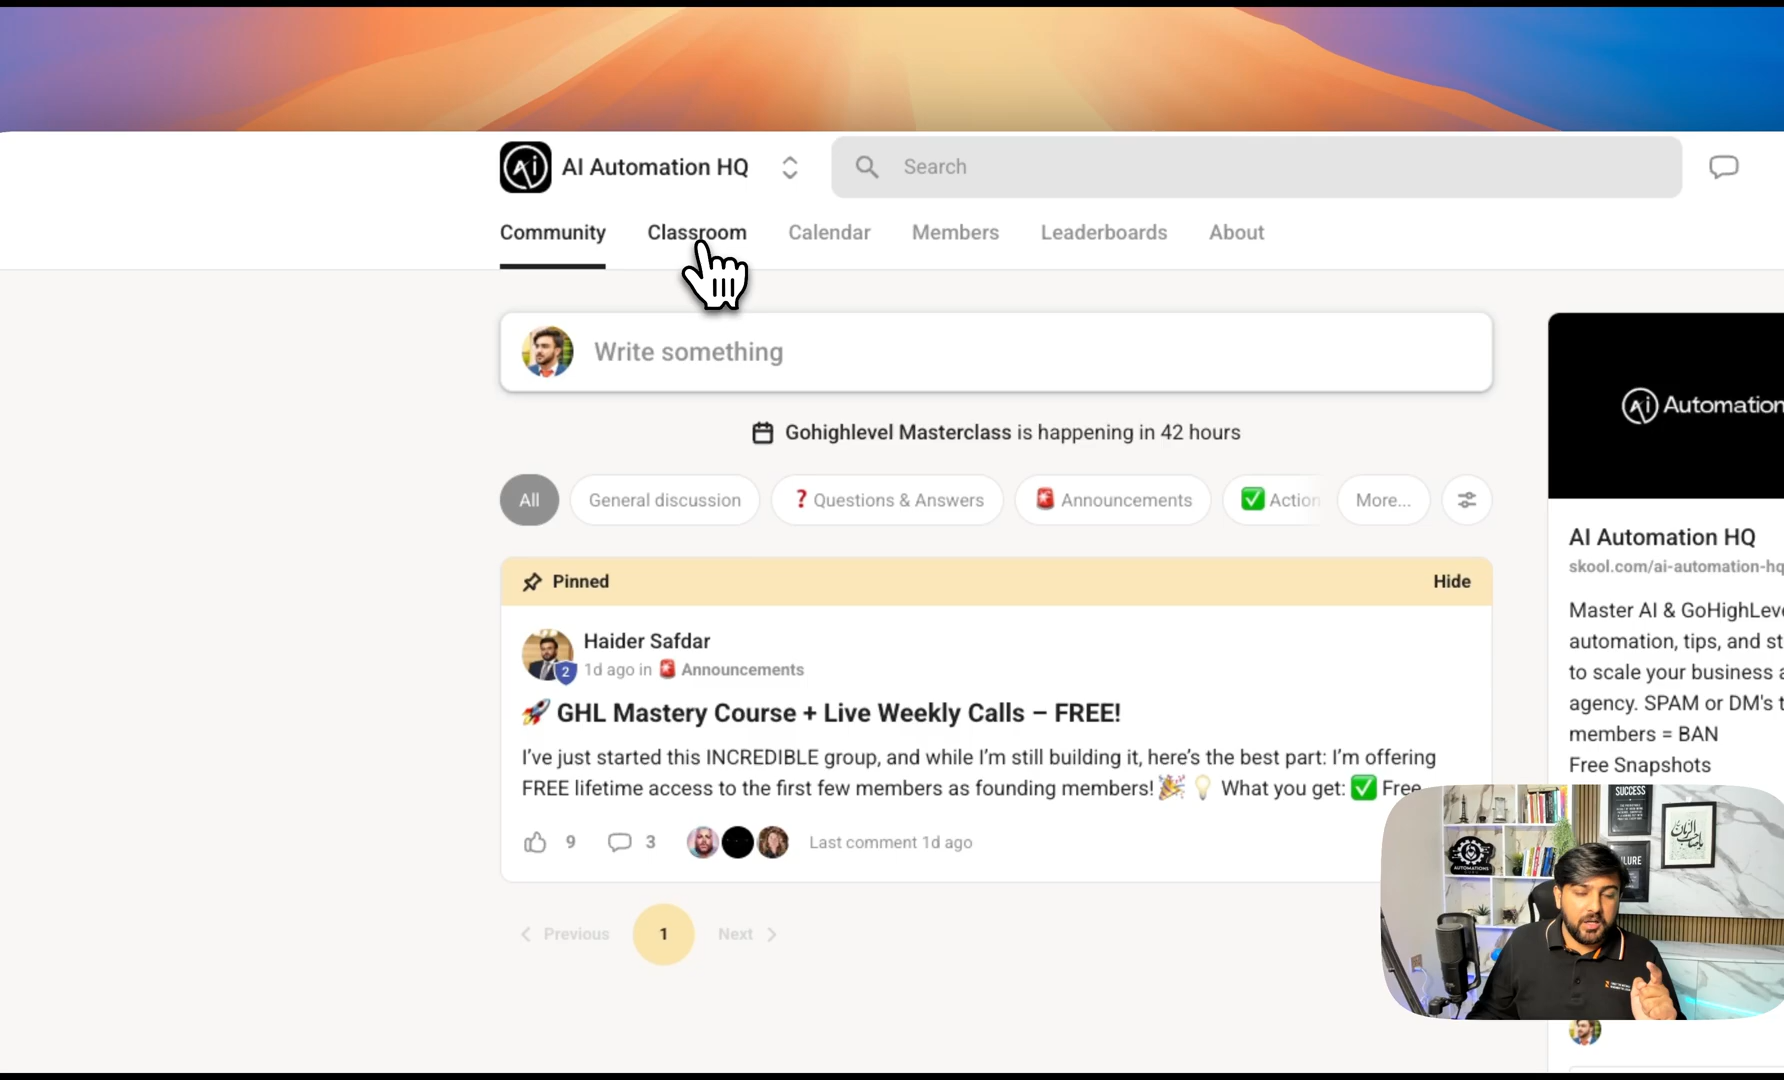 AI Automation HQ
Search
Community
Classroom
Calendar
Members
Leaderboards
About
Write something
Gohighlevel Masterclass is happening in 42 hours
All
General discussion
❓ Questions & Answers
🚨 Announcements
✅ Action
More...
Pinned
Hide
Haider Safdar
2
1d ago in 🚨 Announcements
🚀 GHL Mastery Course + Live Weekly Calls – FREE!
I've just started this INCREDIBLE group, and while I'm still building it, here's the best part: I'm offering
FREE lifetime access to the first few members as founding members! 🎉 💡 What you get: ✅ Free
9
3
Last comment 1d ago
Previous
1
Next
Ai Automation
AI Automation HQ
skool.com/ai-automation-hq
Master AI & GoHighLeve
automation, tips, and st
to scale your business a
agency. SPAM or DM's t
members = BAN
Free Snapshots
SUCCESS
AUTOMATIONS